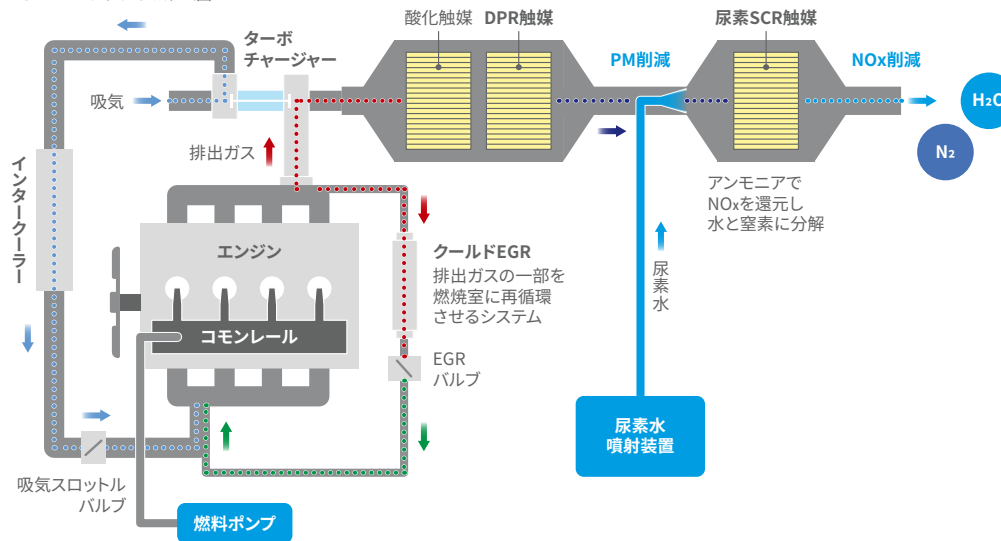 酸化触媒
DPR触媒
尿素SCR触媒
ターボ
チャージャー
PM削減
NOx削減
吸気
H₂O
N₂
排出ガス
インタークーラー
アンモニアで
NOxを還元し
水と窒素に分解
エンジン
クールドEGR
排出ガスの一部を
燃焼室に再循環
させるシステム
尿素水
コモンレール
EGR
バルブ
尿素水
噴射装置
吸気スロットル
バルブ
燃料ポンプ